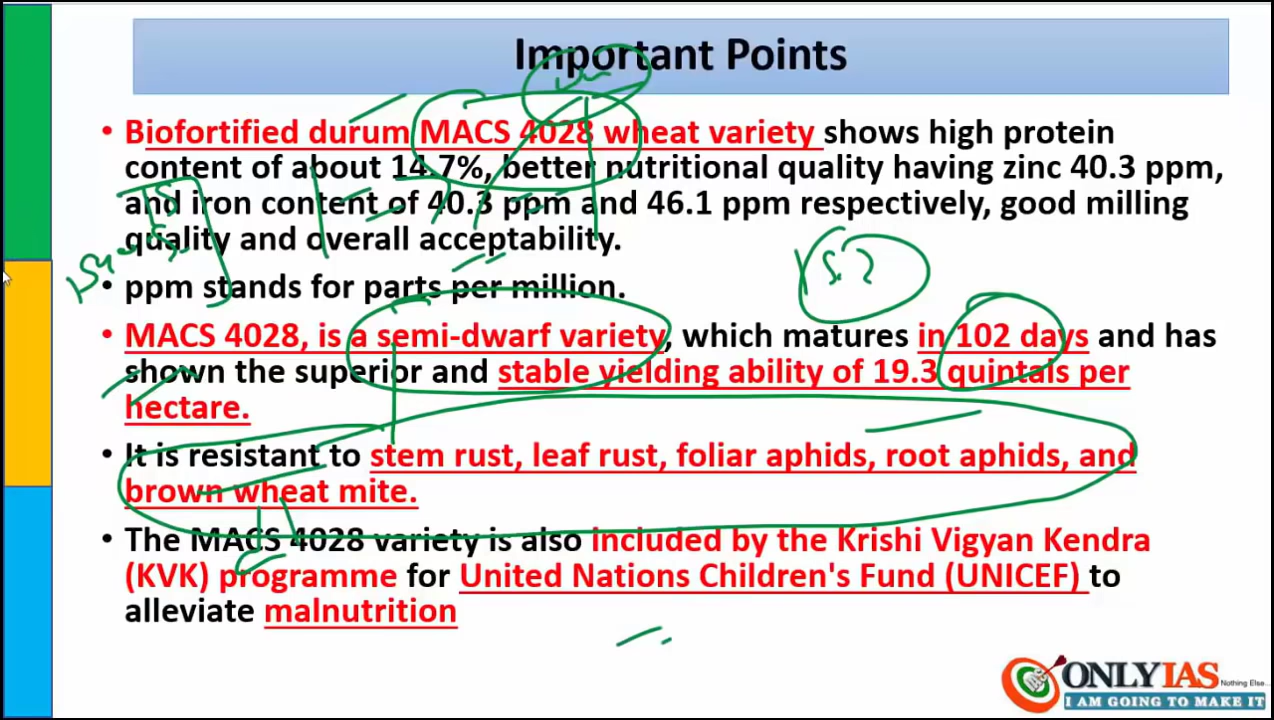 Important Points
• Biofortified durum MACS 4028 wheat variety shows high protein
content of about 14.7%, better nutritional quality having zinc 40.3 ppm,
and iron content of 40.3 ppm and 46.1 ppm respectively, good milling
quality and overall acceptability.
• ppm stands for parts per million.
• MACS 4028, is a semi-dwarf variety, which matures in 102 days and has
shown the superior and stable yielding ability of 19.3 quintals per
hectare.
• It is resistant to stem rust, leaf rust, foliar aphids, root aphids, and
brown wheat mite.
• The MACS 4028 variety is also included by the Krishi Vigyan Kendra
(KVK) programme for United Nations Children's Fund (UNICEF) to
alleviate malnutrition
ONLYIAS
Nothing Else...
I AM GOING TO MAKE IT